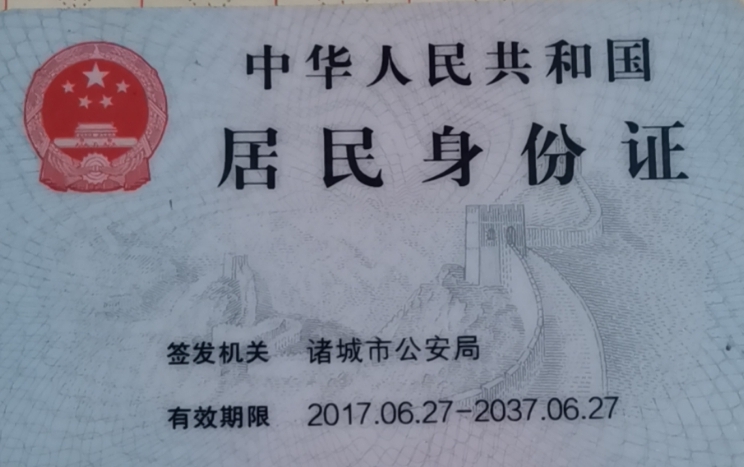 中华人民共和国
居民身份证
签发机关 诸城市公安局
有效期限 2017.06.27-2037.06.27